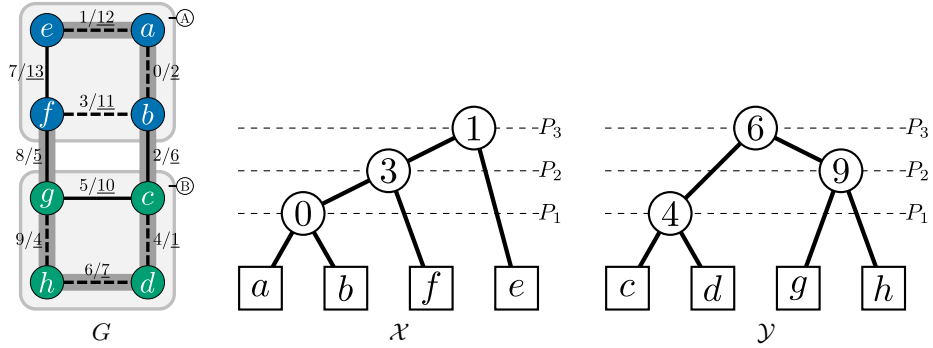 1/12
e a A
7/13 0/2
3/11
f b
8/5 2/6
5/10
g c B
9/4 4/1
6/7
h d
G
1 P₃
3 P₂
0 P₁
a b f e
𝒳
6 P₃
9 P₂
4 P₁
c d g h
𝒴